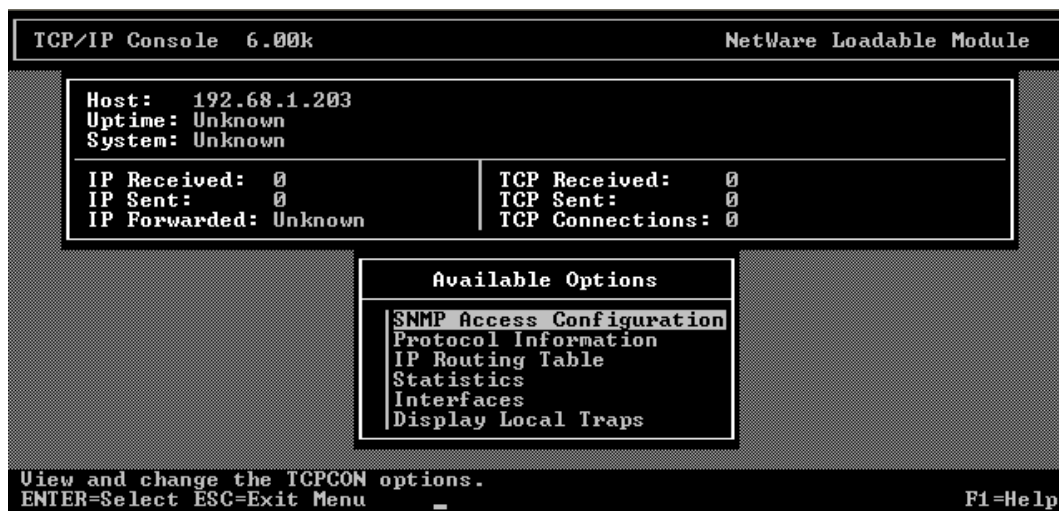 TCP/IP Console 6.00k NetWare Loadable Module
Host: 192.68.1.203
Uptime: Unknown
System: Unknown
IP Received: 0
IP Sent: 0
IP Forwarded: Unknown
TCP Received: 0
TCP Sent: 0
TCP Connections: 0
Available Options
SNMP Access Configuration
Protocol Information
IP Routing Table
Statistics
Interfaces
Display Local Traps
View and change the TCPCON options.
ENTER=Select ESC=Exit Menu F1=Help